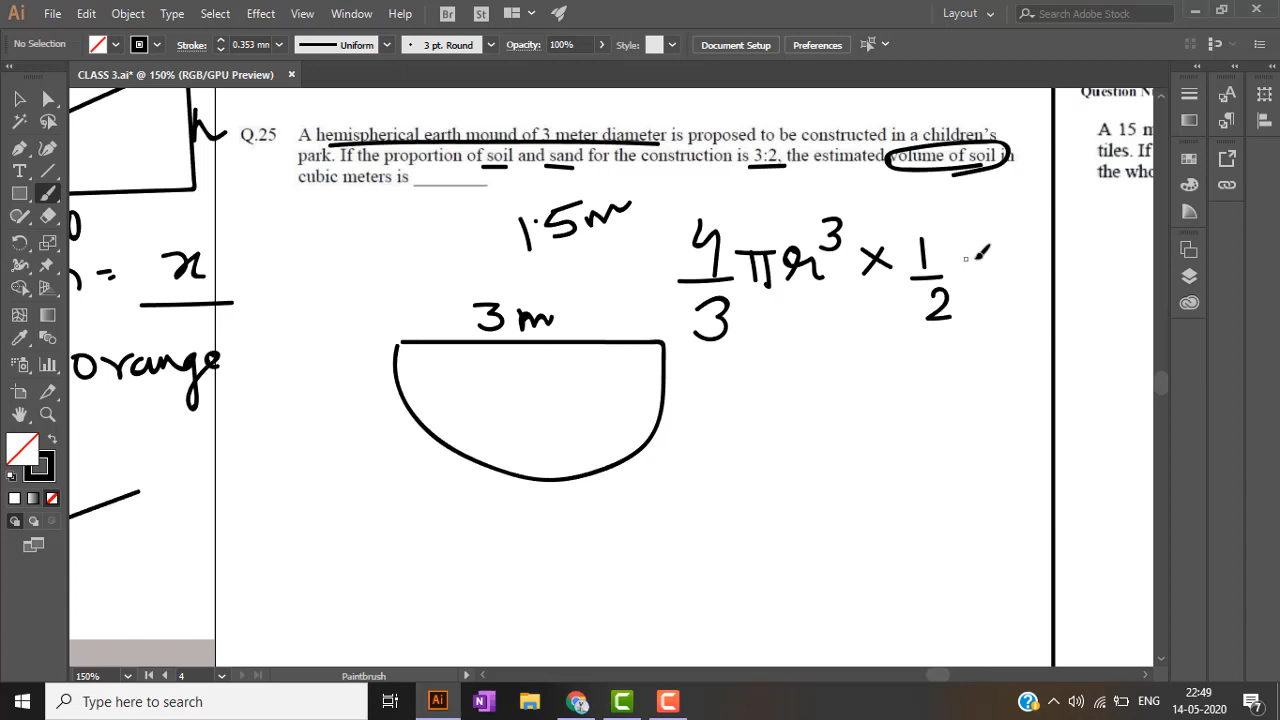 Ai File Edit Object Type Select Effect View Window Help Br St Layout Search Adobe Stock
No Selection Stroke: 0.353 mm Uniform 3 pt. Round Opacity: 100% Style: Document Setup Preferences
CLASS 3.ai* @ 150% (RGB/GPU Preview)
Question N
Q.25 A hemispherical earth mound of 3 meter diameter is proposed to be constructed in a children's
park. If the proportion of soil and sand for the construction is 3:2, the estimated volume of soil in
cubic meters is ________
A 15 m
tiles. If
the who
h
1.5m
4/3 πr³ × 1/2
= x
3 m
orange
150% 4 Paintbrush
Type here to search
Ai
ENG
22:49
14-05-2020
7